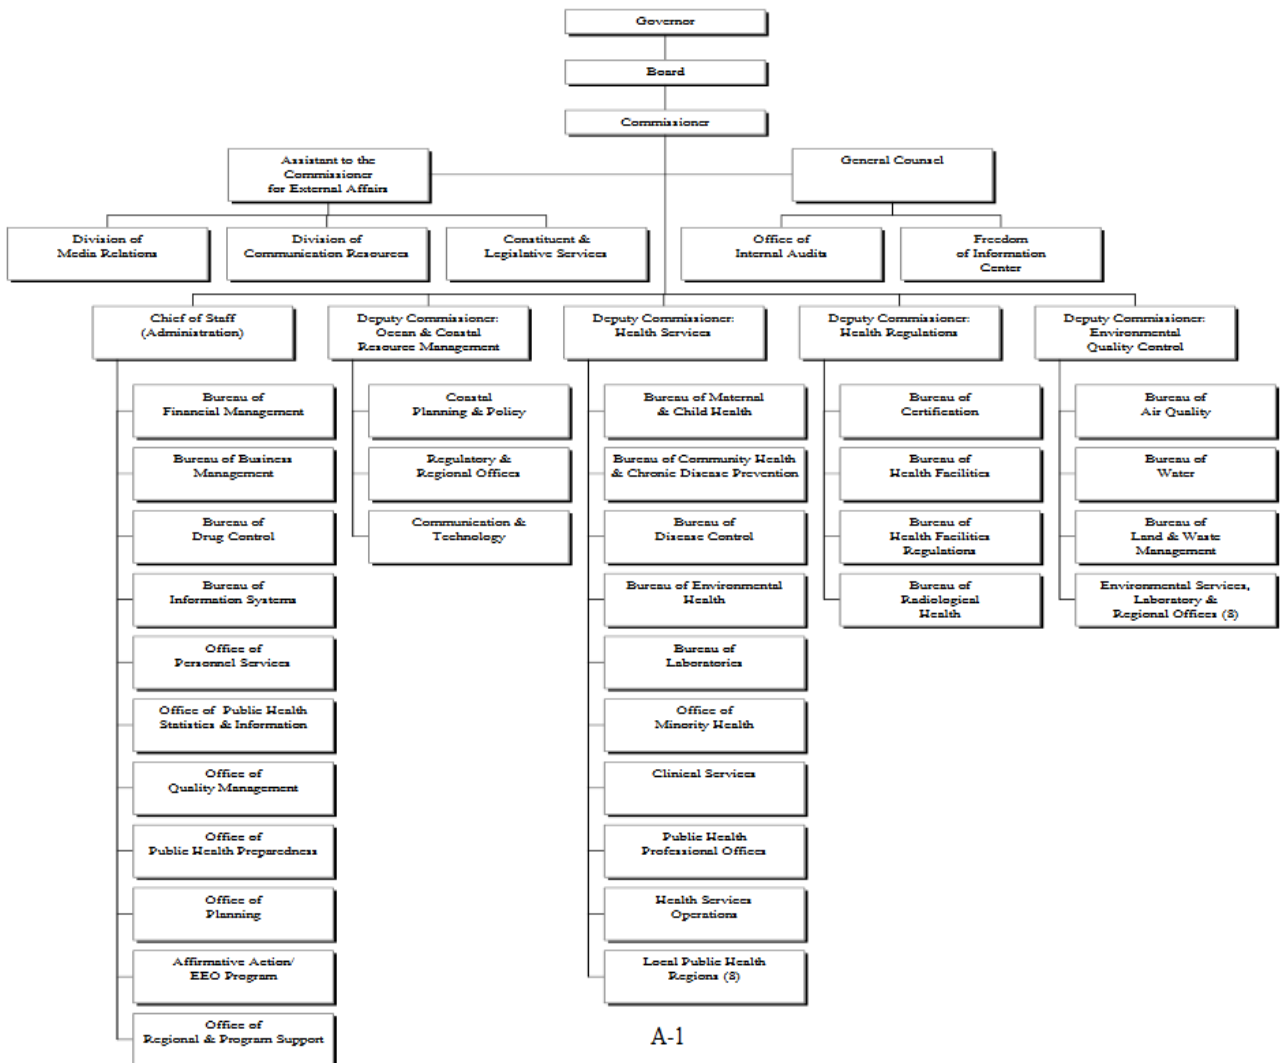 Governor
Board
Commissioner
Assistant to the
Commissioner
for External Affairs
General Counsel
Division of
Media Relations
Division of
Communication Resources
Constituent &
Legislative Services
Office of
Internal Audits
Freedom
of Information
Center
Chief of Staff
(Administration)
Deputy Commissioner:
Ocean & Coastal
Resource Management
Deputy Commissioner:
Health Services
Deputy Commissioner:
Health Regulations
Deputy Commissioner:
Environmental
Quality Control
Bureau of
Financial Management
Bureau of Business
Management
Bureau of
Drug Control
Bureau of
Information Systems
Office of
Personnel Services
Office of Public Health
Statistics & Information
Office of
Quality Management
Office of
Public Health Preparedness
Office of
Planning
Affirmative Action/
EEO Program
Office of
Regional & Program Support
Coastal
Planning & Policy
Regulatory &
Regional Offices
Communication &
Technology
Bureau of Maternal
& Child Health
Bureau of Community Health
& Chronic Disease Prevention
Bureau of
Disease Control
Bureau of Environmental
Health
Bureau of
Laboratories
Office of
Minority Health
Clinical Services
Public Health
Professional Offices
Health Services
Operations
Local Public Health
Regions (8)
Bureau of
Certification
Bureau of
Health Facilities
Bureau of
Health Facilities
Regulations
Bureau of
Radiological
Health
Bureau of
Air Quality
Bureau of
Water
Bureau of
Land & Waste
Management
Environmental Services,
Laboratory &
Regional Offices (8)
A-1